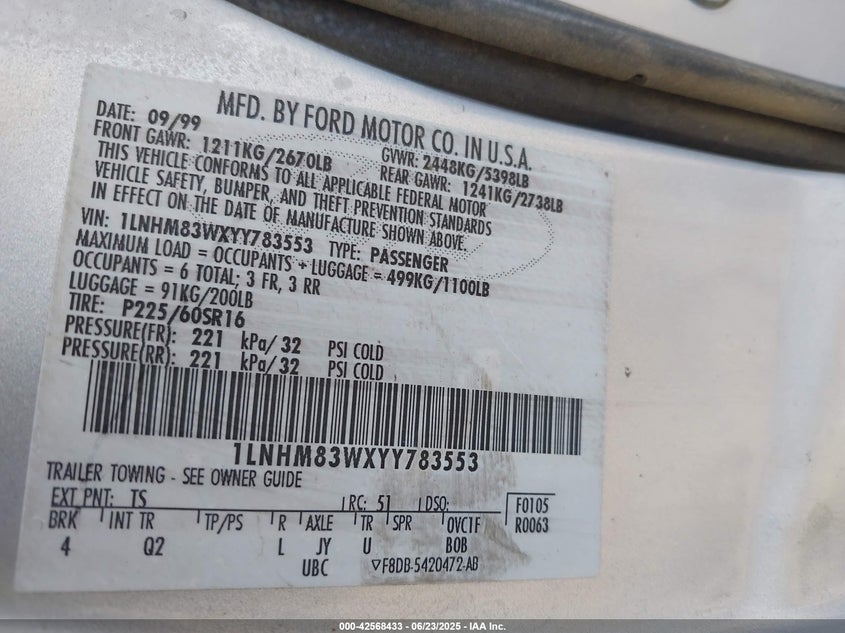 MFD. BY FORD MOTOR CO. IN U.S.A.
DATE: 09/99 GVWR: 2448KG/5398LB
FRONT GAWR: 1211KG/2670LB REAR GAWR: 1241KG/2738LB
THIS VEHICLE CONFORMS TO ALL APPLICABLE FEDERAL MOTOR
VEHICLE SAFETY, BUMPER, AND THEFT PREVENTION STANDARDS
IN EFFECT ON THE DATE OF MANUFACTURE SHOWN ABOVE.
VIN: 1LNHM83WXYY783553 TYPE: PASSENGER
MAXIMUM LOAD = OCCUPANTS + LUGGAGE = 499KG/1100LB
OCCUPANTS = 6 TOTAL; 3 FR, 3 RR
LUGGAGE = 91KG/200LB
TIRE: P225/60SR16
PRESSURE(FR): 221 kPa/ 32 PSI COLD
PRESSURE(RR): 221 kPa/ 32 PSI COLD
1LNHM83WXYY783553
TRAILER TOWING - SEE OWNER GUIDE
EXT PNT: TS RC: 51 DSO: F0105
BRK INT TR TP/PS R AXLE TR SPR OVC1F R0063
4 Q2 L JY U BOB
UBC ▽F8DB-5420472-AB
000-42568433 - 06/23/2025 - IAA Inc.